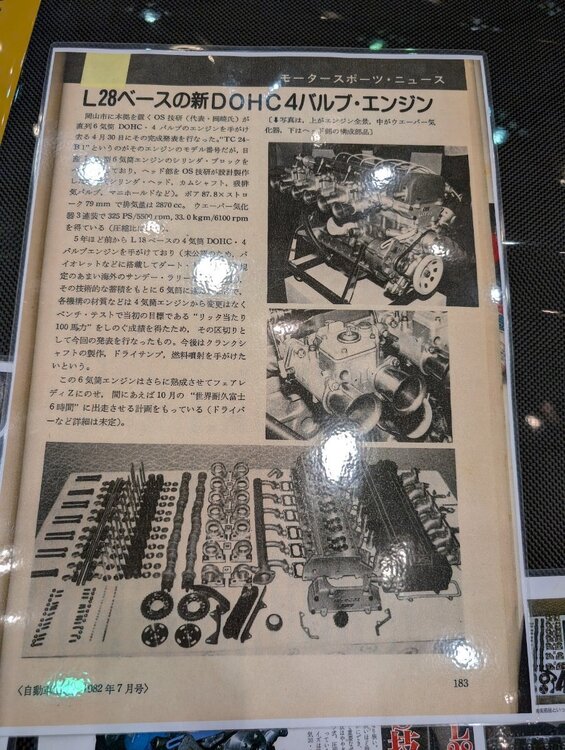 モータースポーツ・ニュース
L28ベースの新DOHC4バルブ・エンジン
岡山市に本拠を置くOS技研（代表・岡崎氏）が
直列6気筒 DOHC・4 バルブのエンジンを手がけ
去る4月30日にその完成発表を行なった。"TC 24-
B1"というのがそのエンジンのモデル番号だが、日
型6気筒エンジンのシリンダ・ブロックを
ており、ヘッド部をOS技研が設計製作
シリンダ・ヘッド、カムシャフト、吸排
気バルブ、マニホールドなど）。ボア87.8×ストロ
ーク79mmで排気量は2870cc。ウエーバー気化
器3連装で325 PS/5500rpm, 33.0 kgm/6100rpm
を得ている（圧縮比
5年ほど前からL18ベースの4気筒DOHC・4
バルブエンジンを手がけており（
イオレットなどに搭載してダート・
定のあまい海外のサンデー・ラリー
その技術的な蓄積をもとに6気筒に
各機構の材質などは4気筒エンジンから変更はなく
ベンチ・テストで当初の目標である"リッタ当たり
100馬力"をしのぐ成績を得たため、その区切りと
して今回の発表を行なったもの。今後はクランクシ
ャフトの製作、ドライサンプ、燃料噴射を手がけた
いという。
この6気筒エンジンはさらに熟成させてフェアレ
ディZにのせ、間にあえば10月の"世界耐久富士
6時間"に出走させる計画をもっている（ドライバ
ーなど詳細は未定）。
（⬇写真は、上がエンジン全景、中がウエーバー気
化器、下はヘッド部の構成部品）
〈自動車 982年7月号〉
183